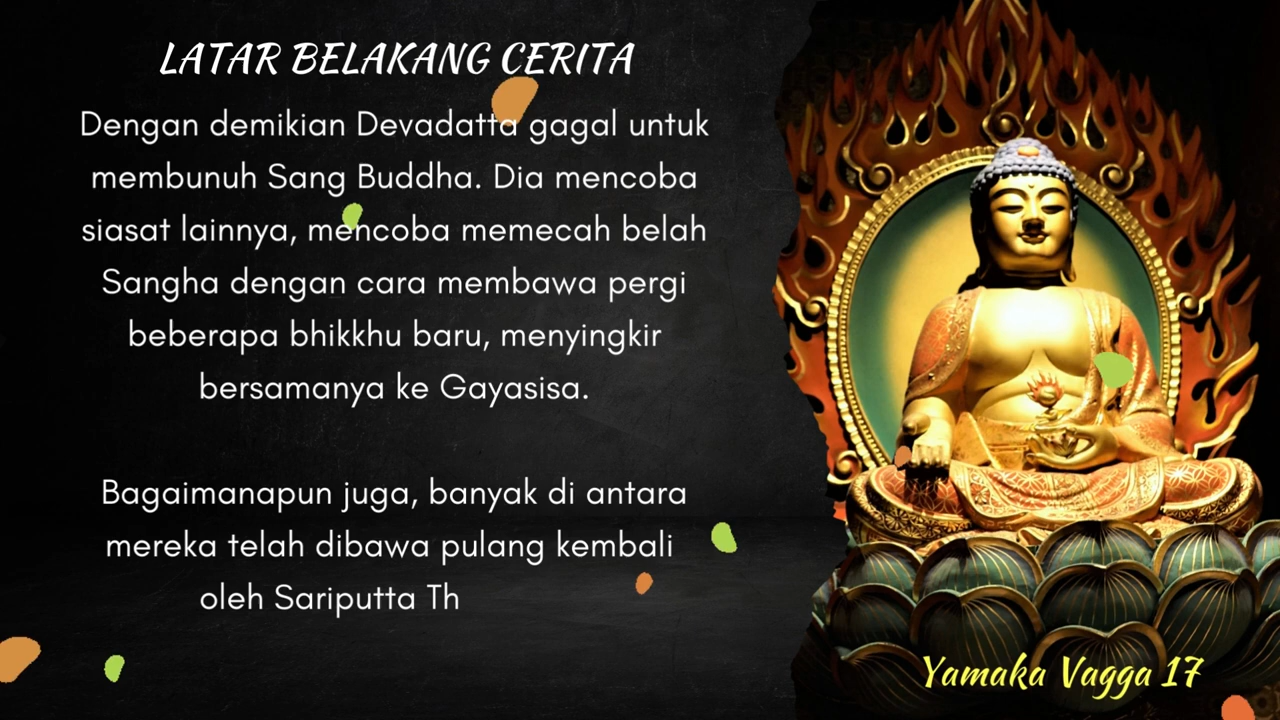 LATAR BELAKANG CERITA
Dengan demikian Devadatta gagal untuk
membunuh Sang Buddha. Dia mencoba
siasat lainnya, mencoba memecah belah
Sangha dengan cara membawa pergi
beberapa bhikkhu baru, menyingkir
bersamanya ke Gayasisa.
Bagaimanapun juga, banyak di antara
mereka telah dibawa pulang kembali
oleh Sariputta Th
Yamaka Vagga 17